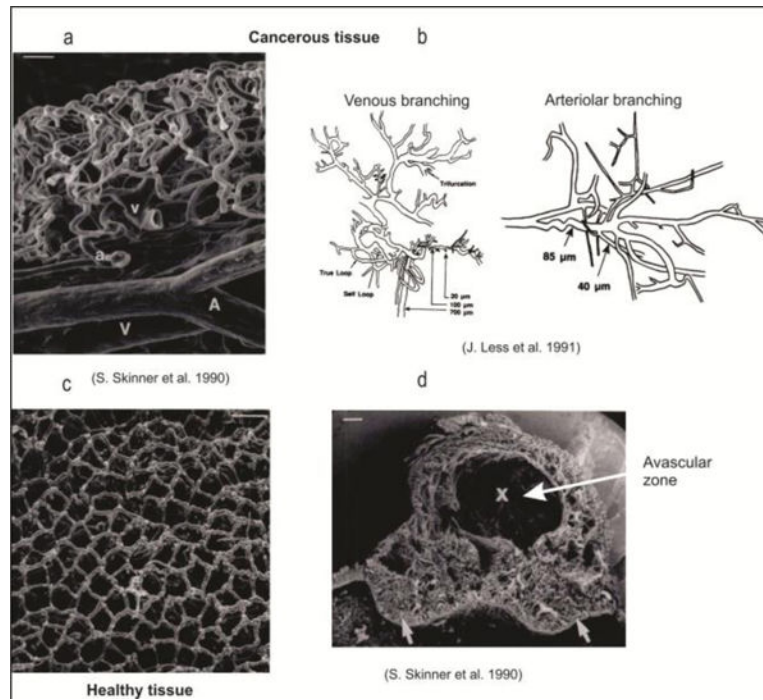 a
Cancerous tissue
b
Venous branching
Arteriolar branching
Trifurcation
v
a
A
V
True Loop
Self Loop
20 µm
100 µm
700 µm
85 µm
40 µm
(J. Less et al. 1991)
(S. Skinner et al. 1990)
c
d
Avascular
zone
X
(S. Skinner et al. 1990)
Healthy tissue